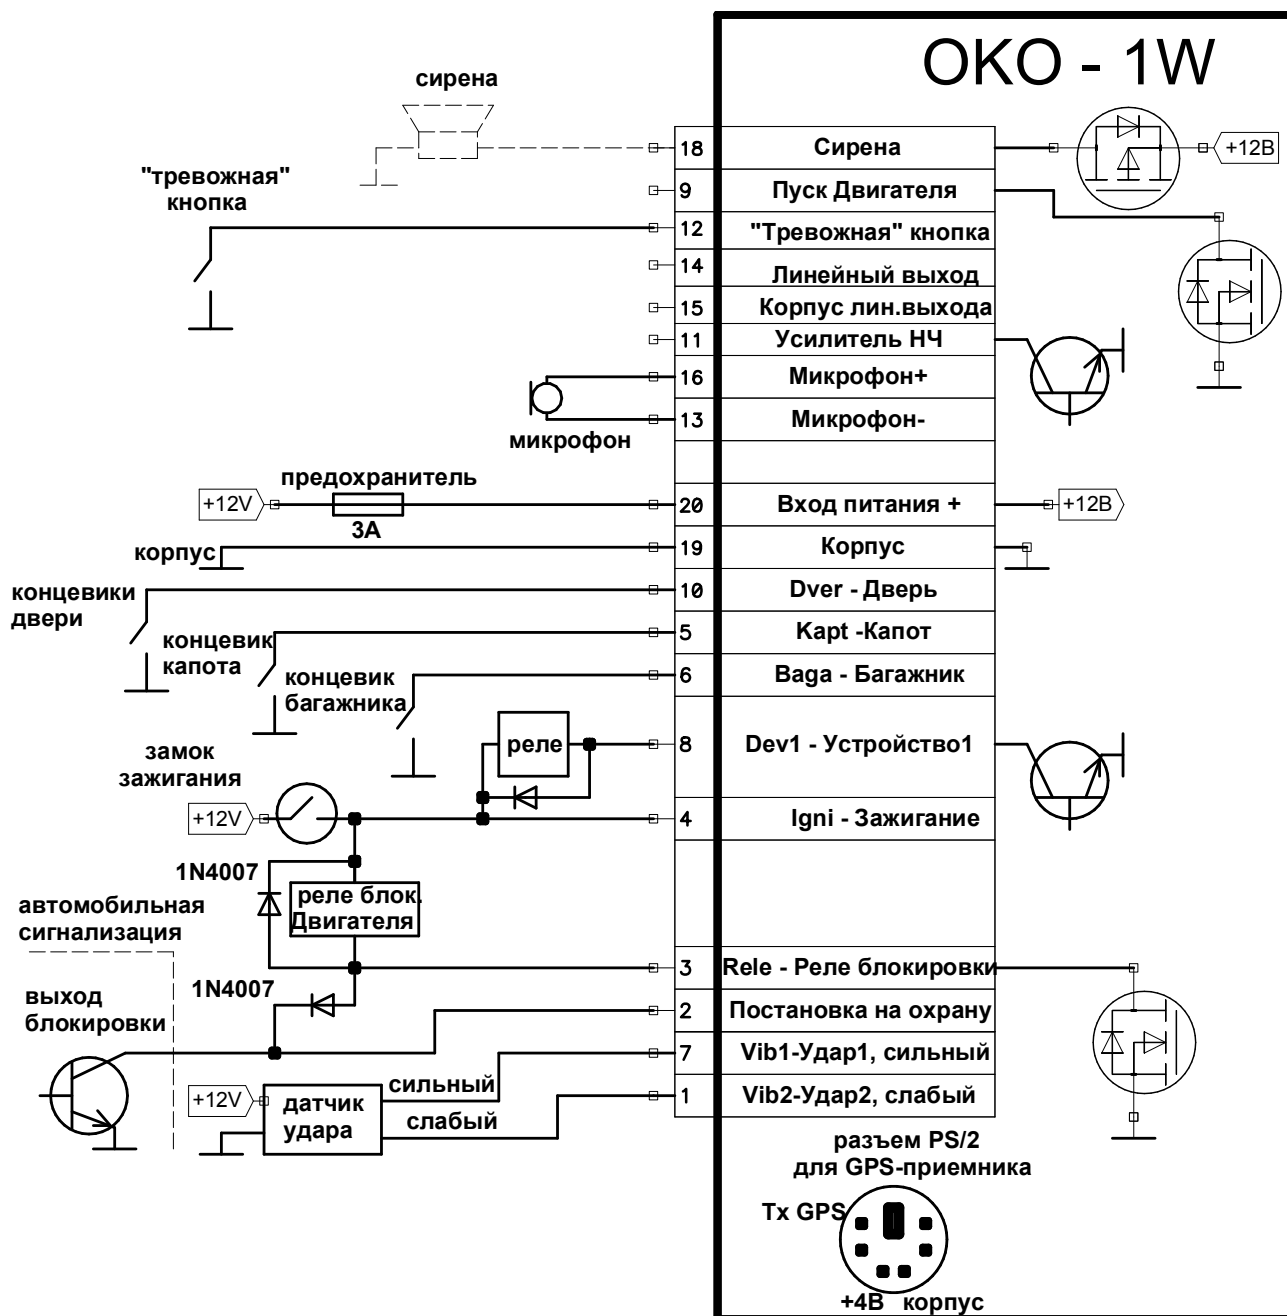 OKO - 1W
сирена
18 Сирена
+12В
"тревожная"
кнопка
9 Пуск Двигателя
12 "Тревожная" кнопка
14 Линейный выход
15 Корпус лин.выхода
11 Усилитель НЧ
16 Микрофон+
13 Микрофон-
микрофон
предохранитель
+12V
3А
20 Вход питания +
+12В
корпус
19 Корпус
концевики
двери
10 Dver - Дверь
концевик
капота
5 Kapt -Капот
концевик
багажника
6 Baga - Багажник
реле
8 Dev1 - Устройство1
замок
зажигания
+12V
4 Igni - Зажигание
1N4007
реле блок.
Двигателя
автомобильная
сигнализация
3 Rele - Реле блокировки
1N4007
выход
блокировки
2 Постановка на охрану
7 Vib1-Удар1, сильный
сильный
+12V
датчик
удара
слабый
1 Vib2-Удар2, слабый
разъем PS/2
для GPS-приемника
Tx GPS
+4В корпус